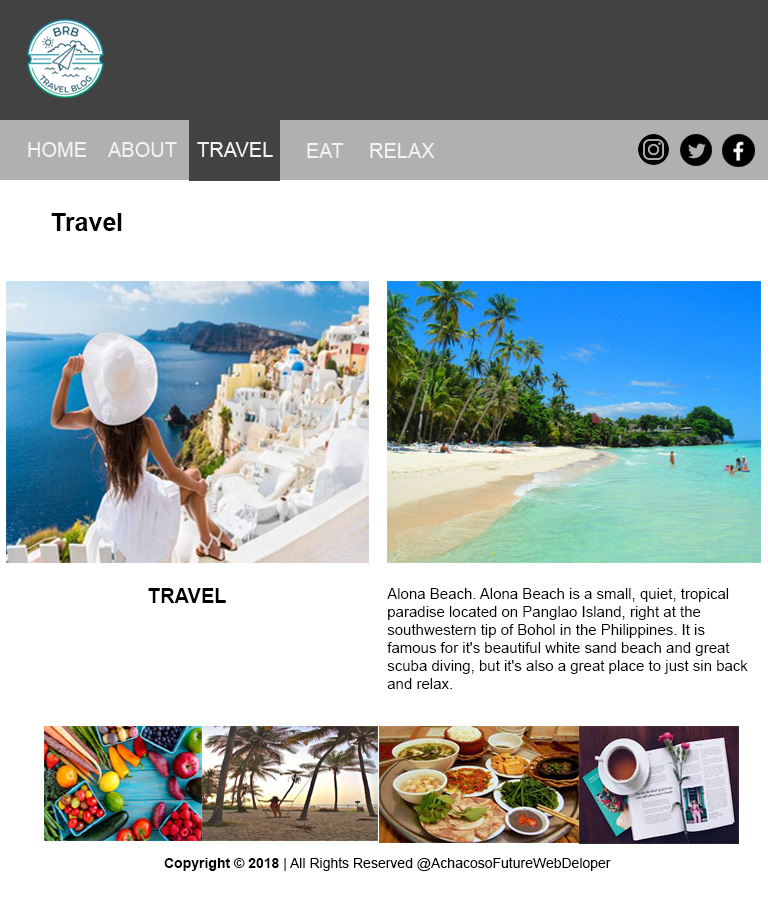 BRB
TRAVEL BLOG
HOME ABOUT TRAVEL EAT RELAX
Travel
TRAVEL
Alona Beach. Alona Beach is a small, quiet, tropical
paradise located on Panglao Island, right at the
southwestern tip of Bohol in the Philippines. It is
famous for it's beautiful white sand beach and great
scuba diving, but it's also a great place to just sin back
and relax.
Copyright © 2018 | All Rights Reserved @AchacosoFutureWebDeloper